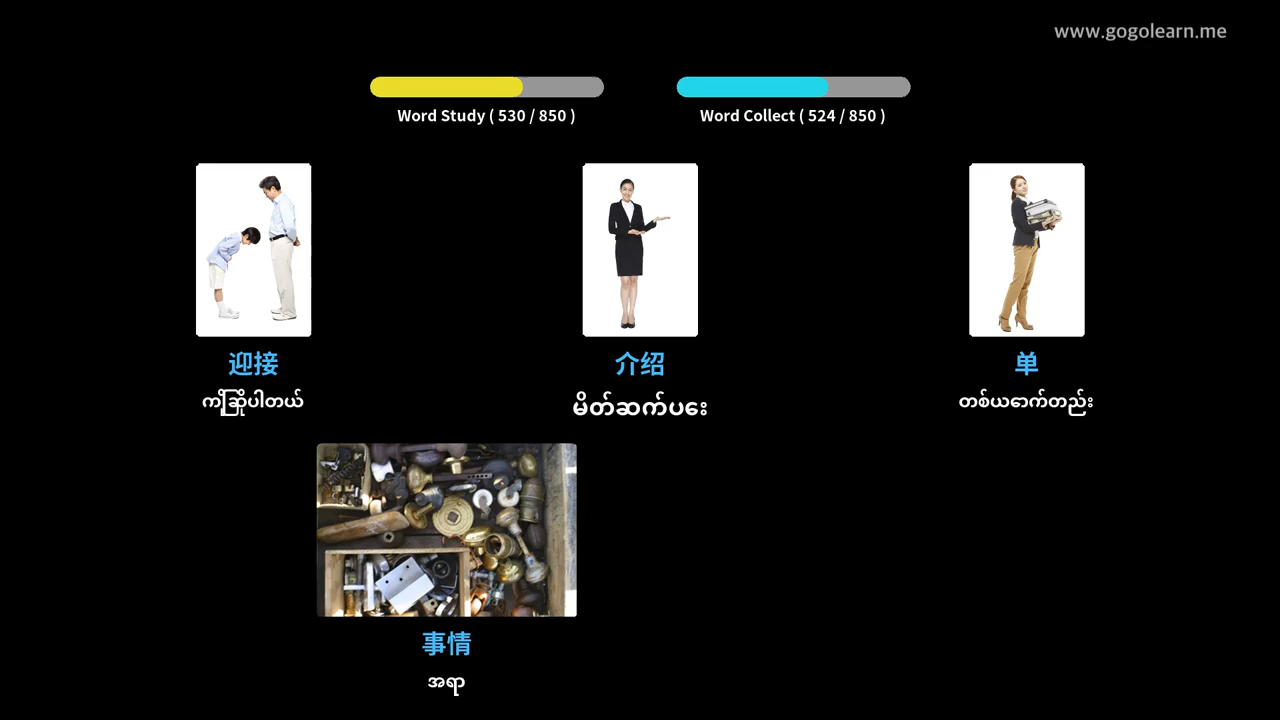 www.gogolearn.me
Word Study ( 530 / 850 )
Word Collect ( 524 / 850 )
迎接
ကြိုဆိုပါတယ်
介绍
မိတ်ဆက်ပေး
单
တစ်ယောက်တည်း
事情
အရာ